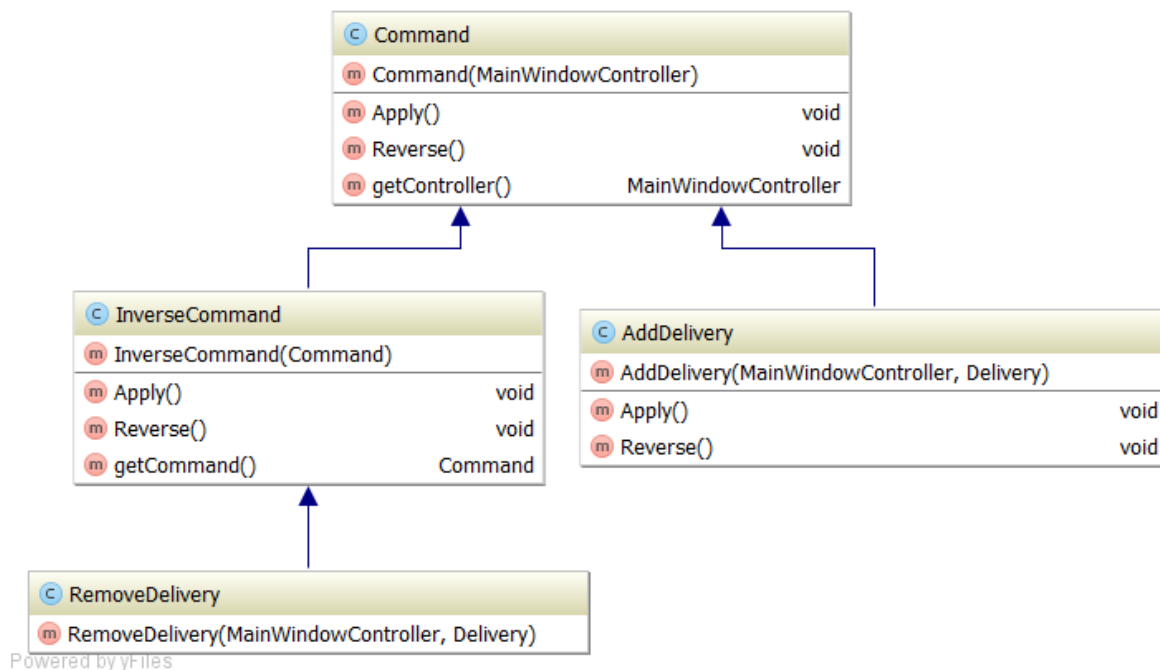 C Command
m Command(MainWindowController)
m Apply() void
m Reverse() void
m getController() MainWindowController
C InverseCommand
m InverseCommand(Command)
m Apply() void
m Reverse() void
m getCommand() Command
C AddDelivery
m AddDelivery(MainWindowController, Delivery)
m Apply() void
m Reverse() void
C RemoveDelivery
m RemoveDelivery(MainWindowController, Delivery)
Powered by yFiles